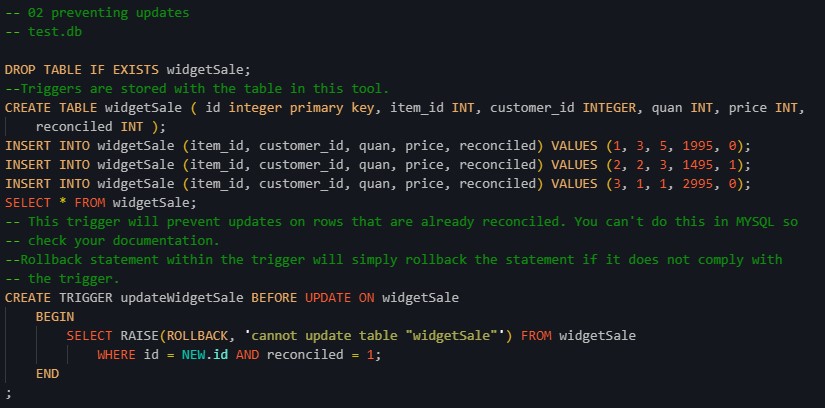 -- 02 preventing updates
-- test.db
DROP TABLE IF EXISTS widgetSale;
--Triggers are stored with the table in this tool.
CREATE TABLE widgetSale ( id integer primary key, item_id INT, customer_id INTEGER, quan INT, price INT,
reconciled INT );
INSERT INTO widgetSale (item_id, customer_id, quan, price, reconciled) VALUES (1, 3, 5, 1995, 0);
INSERT INTO widgetSale (item_id, customer_id, quan, price, reconciled) VALUES (2, 2, 3, 1495, 1);
INSERT INTO widgetSale (item_id, customer_id, quan, price, reconciled) VALUES (3, 1, 1, 2995, 0);
SELECT * FROM widgetSale;
-- This trigger will prevent updates on rows that are already reconciled. You can't do this in MYSQL so
-- check your documentation.
--Rollback statement within the trigger will simply rollback the statement if it does not comply with
-- the trigger.
CREATE TRIGGER updateWidgetSale BEFORE UPDATE ON widgetSale
BEGIN
SELECT RAISE(ROLLBACK, 'cannot update table "widgetSale"') FROM widgetSale
WHERE id = NEW.id AND reconciled = 1;
END
;